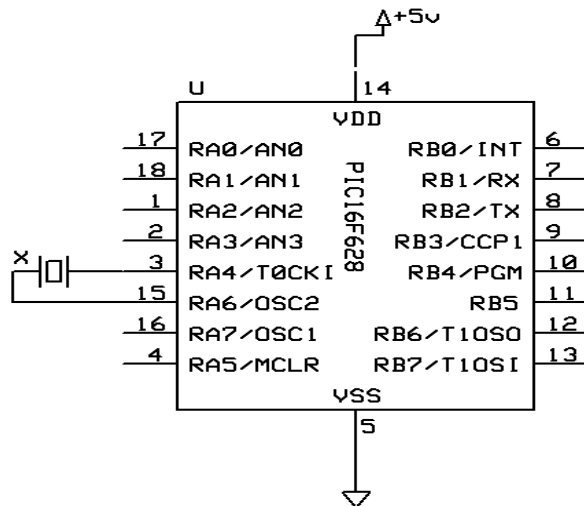 +5v
U
14
VDD
17 RA0/AN0 RB0/INT 6
18 RA1/AN1 RB1/RX 7
1 RA2/AN2 RB2/TX 8
2 RA3/AN3 RB3/CCP1 9
X
3 RA4/T0CKI RB4/PGM 10
15 RA6/OSC2 RB5 11
16 RA7/OSC1 RB6/T1OSO 12
4 RA5/MCLR RB7/T1OSI 13
PIC16F628
VSS
5